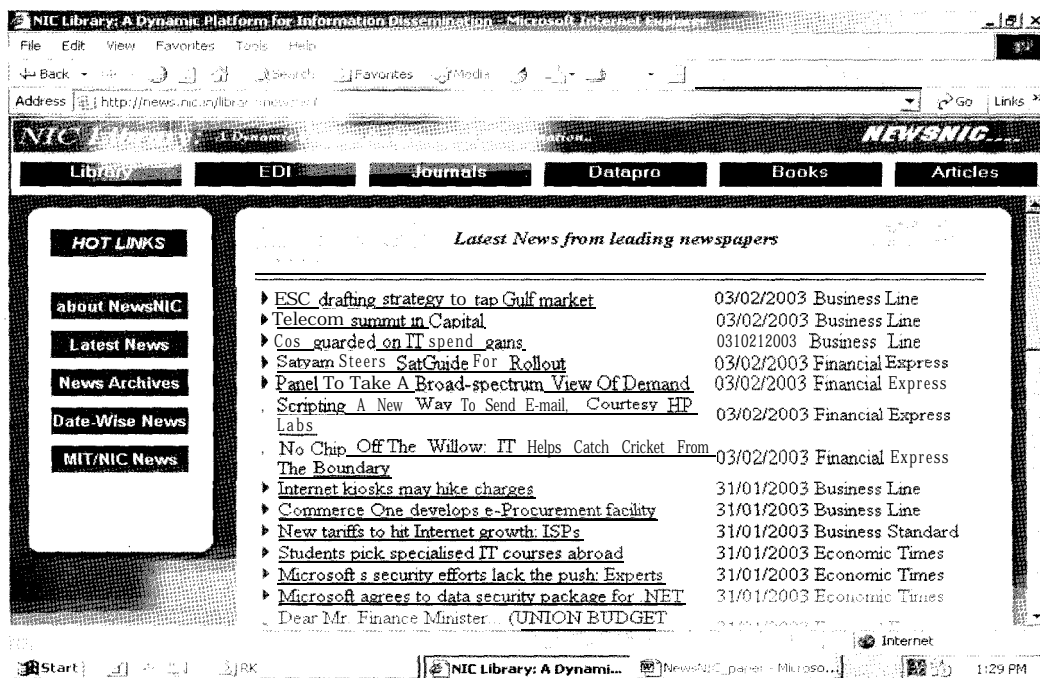 NIC Library: A Dynamic Platform for Information Dissemination - Microsoft Internet Explorer
File Edit View Favorites Tools Help
Back Search Favorites Media
Address http://news.nic.in/ Go Links »
NIC A Dynamic NEWSNIC
Library EDI Journals Datapro Books Articles
HOT LINKS
about NewsNIC
Latest News
News Archives
Date-Wise News
MIT/NIC News
Latest News from leading newspapers
ESC drafting strategy to tap Gulf market 03/02/2003 Business Line
Telecom summit in Capital 03/02/2003 Business Line
Cos guarded on IT spend gains 0310212003 Business Line
Satyam Steers SatGuide For Rollout 03/02/2003 Financial Express
Panel To Take A Broad-spectrum View Of Demand 03/02/2003 Financial Express
Scripting A New Way To Send E-mail, Courtesy HP
Labs 03/02/2003 Financial Express
No Chip Off The Willow: IT Helps Catch Cricket From
The Boundary 03/02/2003 Financial Express
Internet kiosks may hike charges 31/01/2003 Business Line
Commerce One develops e-Procurement facility 31/01/2003 Business Line
New tariffs to hit Internet growth: ISPs 31/01/2003 Business Standard
Students pick specialised IT courses abroad 31/01/2003 Economic Times
Microsoft s security efforts lack the push: Experts 31/01/2003 Economic Times
Microsoft agrees to data security package for .NET 31/01/2003 Economic Times
Dear Mr. Finance Minister... (UNION BUDGET
Internet
Start RK NIC Library: A Dynami... NewsNIC_paper - Microso... 1:29 PM